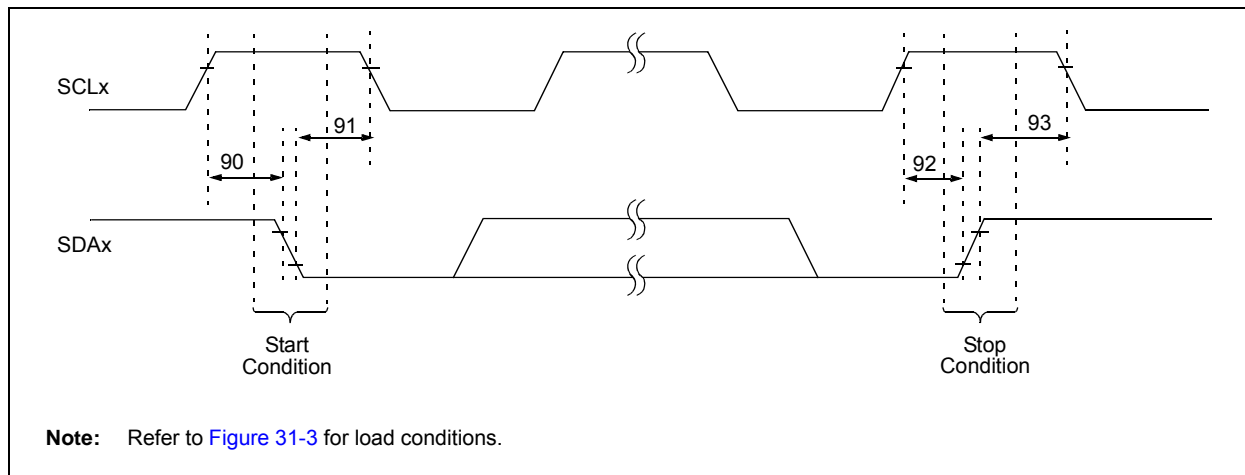 SCLx
91
93
90
92
SDAx
Start
Condition
Stop
Condition
Note: Refer to Figure 31-3 for load conditions.